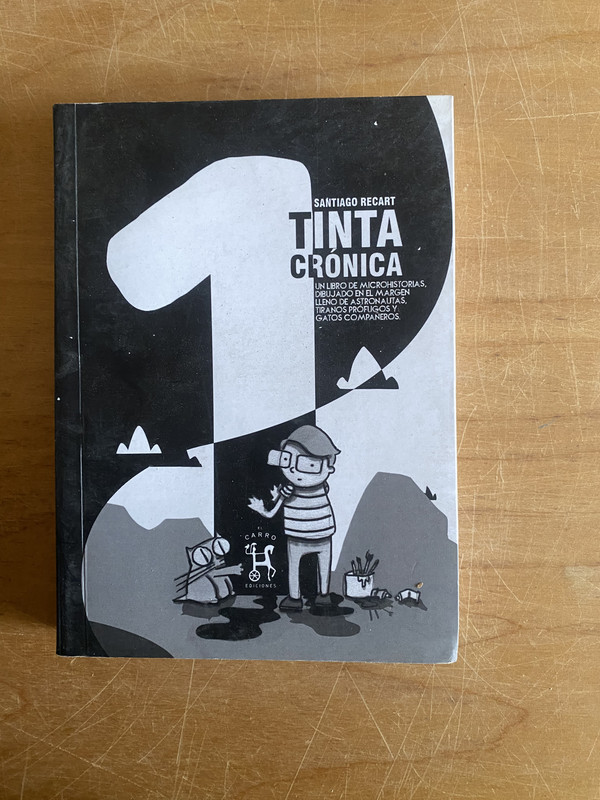 1
SANTIAGO RECART
TINTA
CRÓNICA
UN LIBRO DE MICROHISTORIAS,
DIBUJADO EN EL MARGEN
LLENO DE ASTRONAUTAS,
TIRANOS PRÓFUGOS Y
GATOS COMPAÑEROS.
EL
CARRO
EDICIONES